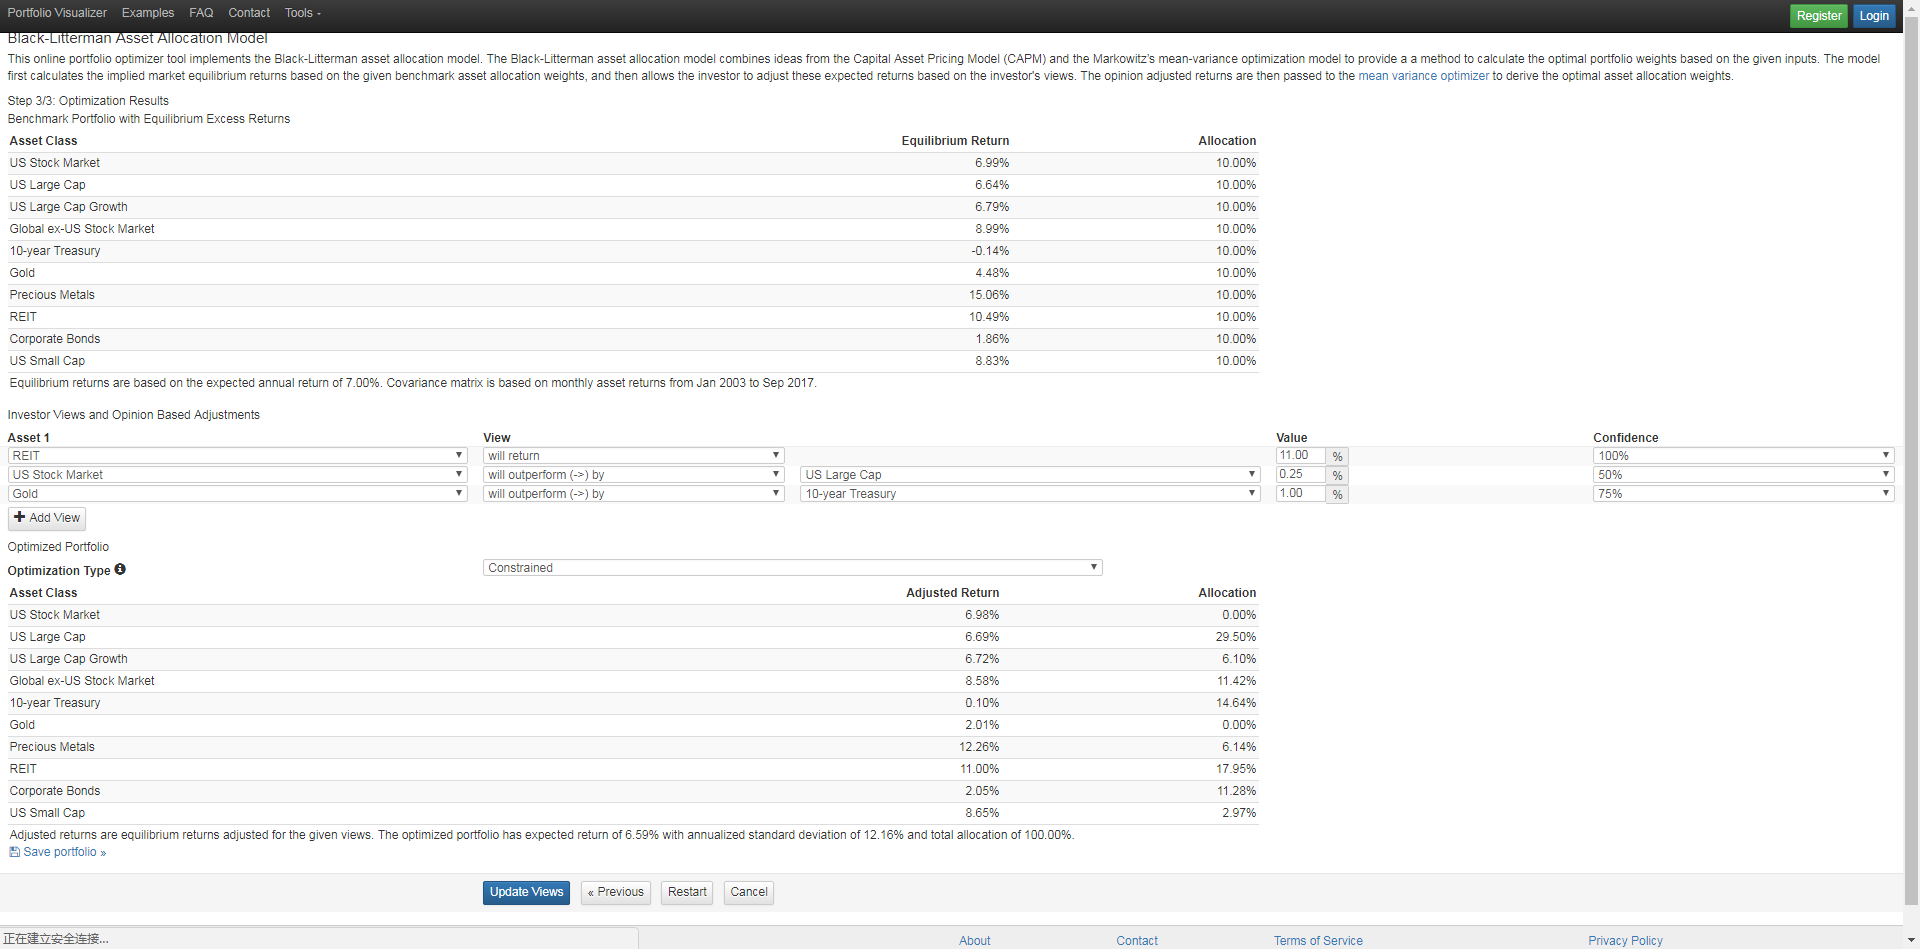 Portfolio Visualizer Examples FAQ Contact Tools Register Login
Black-Litterman Asset Allocation Model
This online portfolio optimizer tool implements the Black-Litterman asset allocation model. The Black-Litterman asset allocation model combines ideas from the Capital Asset Pricing Model (CAPM) and the Markowitz's mean-variance optimization model to provide a a method to calculate the optimal portfolio weights based on the given inputs. The model
first calculates the implied market equilibrium returns based on the given benchmark asset allocation weights, and then allows the investor to adjust these expected returns based on the investor's views. The opinion adjusted returns are then passed to the mean variance optimizer to derive the optimal asset allocation weights.
Step 3/3: Optimization Results
Benchmark Portfolio with Equilibrium Excess Returns
Asset Class Equilibrium Return Allocation
US Stock Market 6.99% 10.00%
US Large Cap 6.64% 10.00%
US Large Cap Growth 6.79% 10.00%
Global ex-US Stock Market 8.99% 10.00%
10-year Treasury -0.14% 10.00%
Gold 4.48% 10.00%
Precious Metals 15.06% 10.00%
REIT 10.49% 10.00%
Corporate Bonds 1.86% 10.00%
US Small Cap 8.83% 10.00%
Equilibrium returns are based on the expected annual return of 7.00%. Covariance matrix is based on monthly asset returns from Jan 2003 to Sep 2017.
Investor Views and Opinion Based Adjustments
Asset 1 View Value Confidence
REIT will return 11.00 % 100%
US Stock Market will outperform (->) by US Large Cap 0.25 % 50%
Gold will outperform (->) by 10-year Treasury 1.00 % 75%
+ Add View
Optimized Portfolio
Optimization Type Constrained
Asset Class Adjusted Return Allocation
US Stock Market 6.98% 0.00%
US Large Cap 6.69% 29.50%
US Large Cap Growth 6.72% 6.10%
Global ex-US Stock Market 8.58% 11.42%
10-year Treasury 0.10% 14.64%
Gold 2.01% 0.00%
Precious Metals 12.26% 6.14%
REIT 11.00% 17.95%
Corporate Bonds 2.05% 11.28%
US Small Cap 8.65% 2.97%
Adjusted returns are equilibrium returns adjusted for the given views. The optimized portfolio has expected return of 6.59% with annualized standard deviation of 12.16% and total allocation of 100.00%.
Save portfolio »
Update Views « Previous Restart Cancel
正在建立安全连接... About Contact Terms of Service Privacy Policy